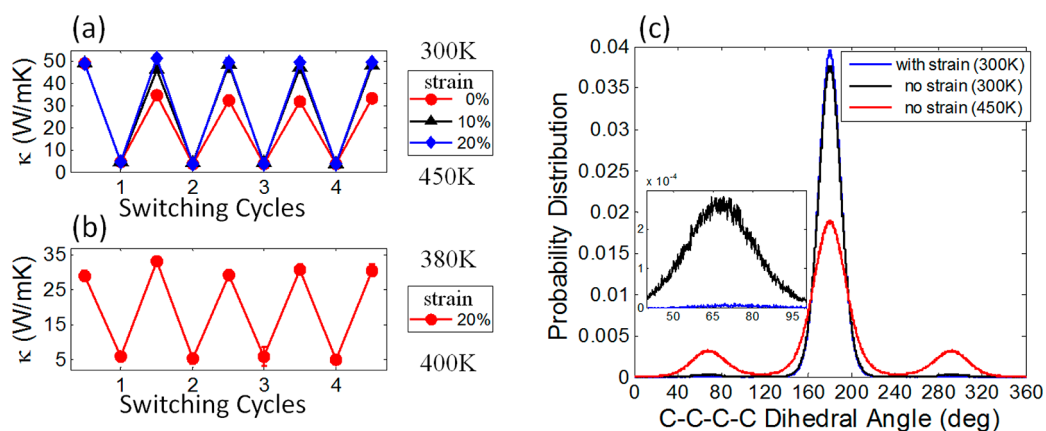 (a)
50
40
30
20
10
0
κ (W/mK)
1 2 3 4
Switching Cycles
300K
strain
0%
10%
20%
450K
(b)
35
25
15
5
κ (W/mK)
1 2 3 4
Switching Cycles
380K
strain
20%
400K
(c)
0.04
0.035
0.03
0.025
0.02
0.015
0.01
0.005
0
Probability Distribution
with strain (300K)
no strain (300K)
no strain (450K)
x 10⁻⁴
4
2
0
50 65 80 95
0 40 80 120 160 200 240 280 320 360
C-C-C-C Dihedral Angle (deg)